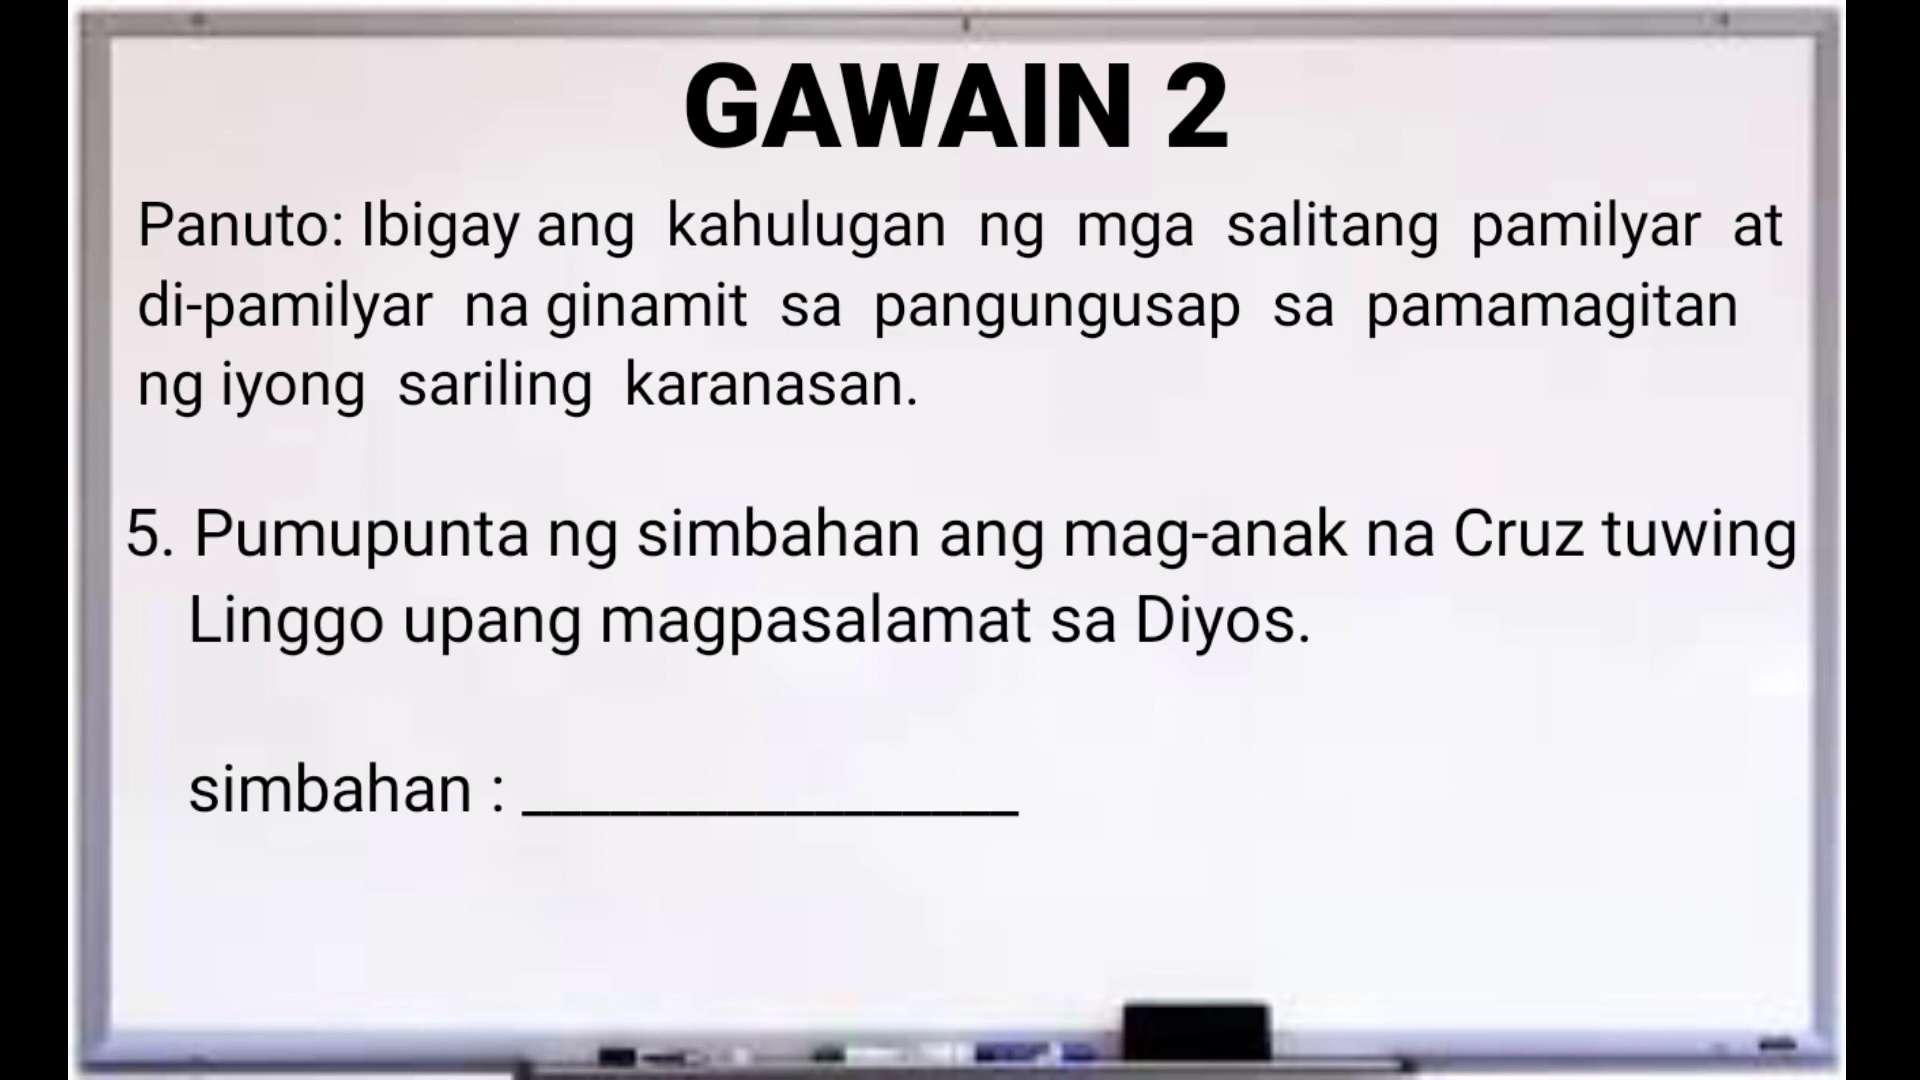 GAWAIN 2
Panuto: Ibigay ang kahulugan ng mga salitang pamilyar at
di-pamilyar na ginamit sa pangungusap sa pamamagitan
ng iyong sariling karanasan.
5. Pumupunta ng simbahan ang mag-anak na Cruz tuwing
Linggo upang magpasalamat sa Diyos.
simbahan : _________________